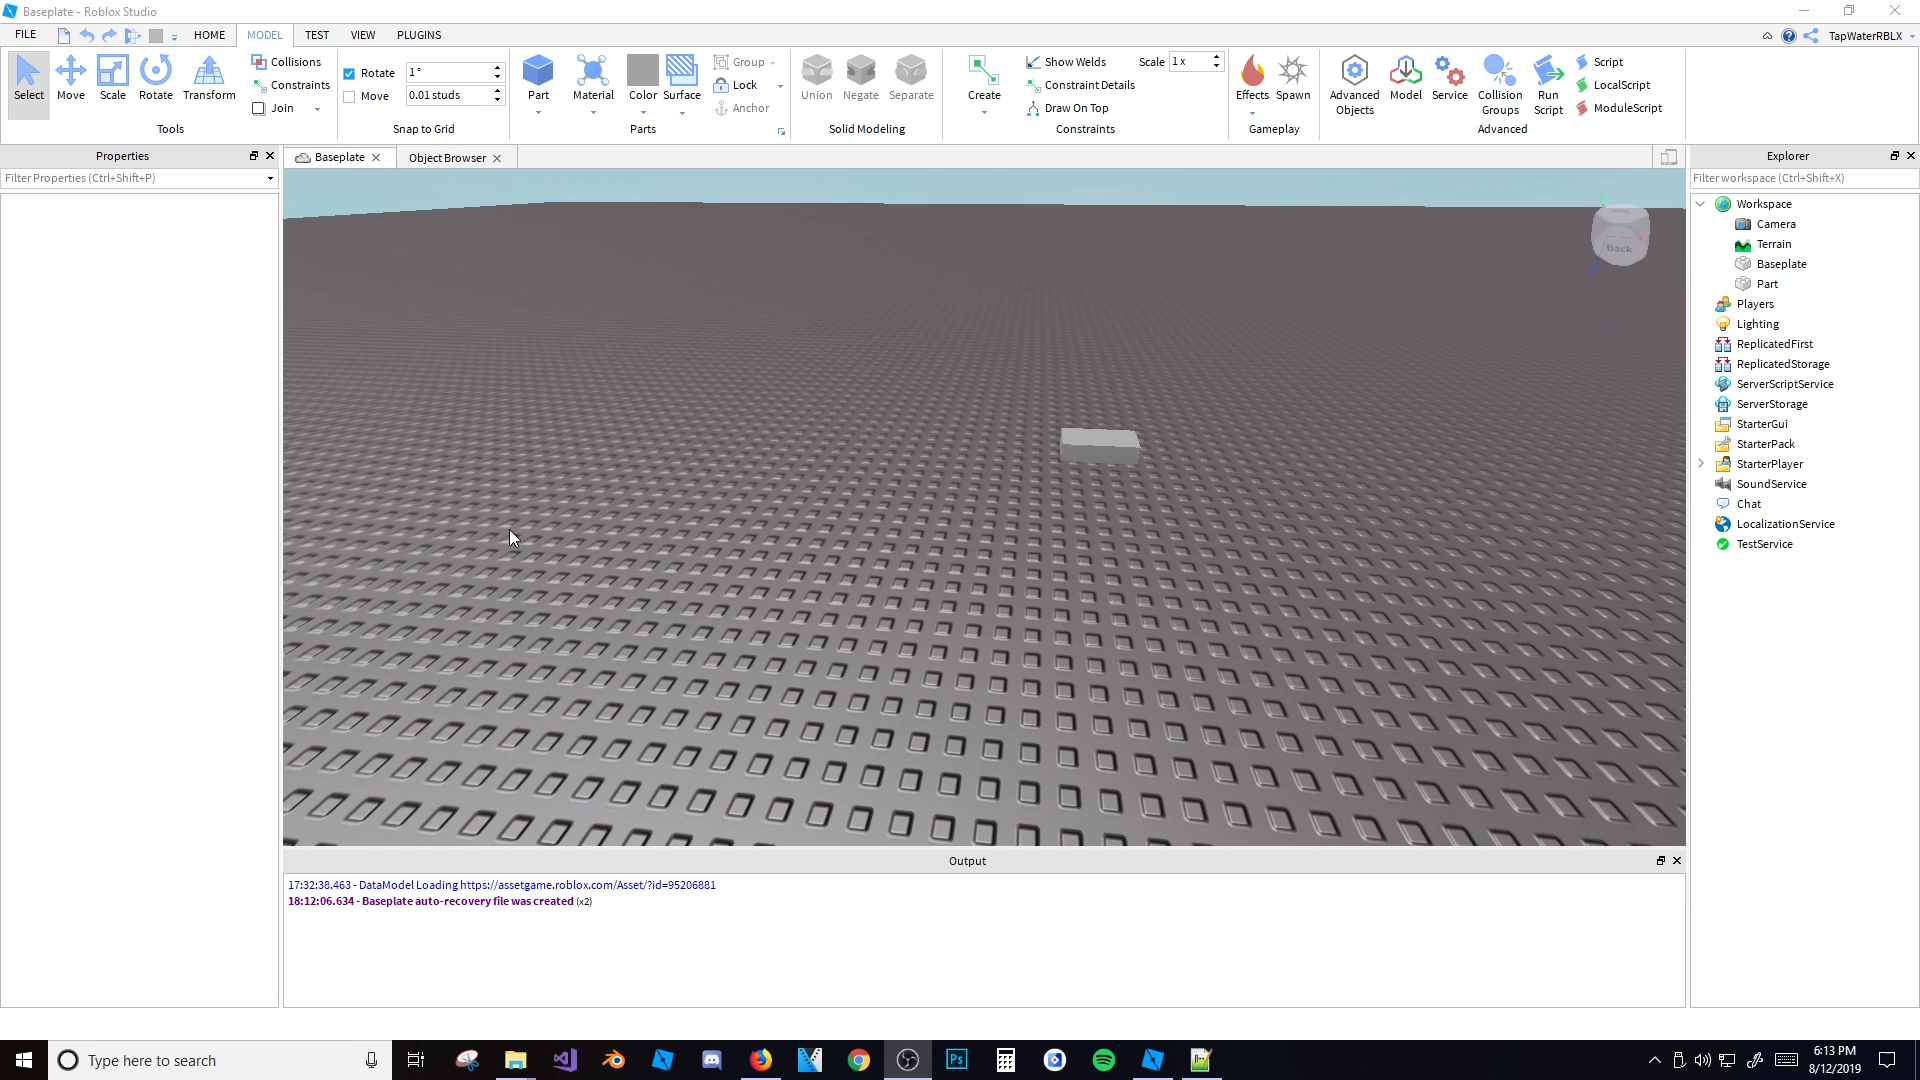 Baseplate - Roblox Studio
FILE HOME MODEL TEST VIEW PLUGINS TapWaterRBLX
Select Move Scale Rotate Transform
Collisions
Constraints
Join
Tools
Rotate 1°
Move 0.01 studs
Snap to Grid
Part Material Color Surface
Group
Lock
Anchor
Parts
Union Negate Separate
Solid Modeling
Create
Show Welds Scale 1 x
Constraint Details
Draw On Top
Constraints
Effects Spawn
Gameplay
Advanced Objects
Model Service
Collision Groups
Run Script
Script
LocalScript
ModuleScript
Advanced
Properties
Filter Properties (Ctrl+Shift+P)
Baseplate Object Browser
Back
Explorer
Filter workspace (Ctrl+Shift+X)
Workspace
Camera
Terrain
Baseplate
Part
Players
Lighting
ReplicatedFirst
ReplicatedStorage
ServerScriptService
ServerStorage
StarterGui
StarterPack
StarterPlayer
SoundService
Chat
LocalizationService
TestService
Output
17:32:38.463 - DataModel Loading https://assetgame.roblox.com/Asset/?id=95206881
18:12:06.634 - Baseplate auto-recovery file was created (x2)
Type here to search
Ps
6:13 PM
8/12/2019